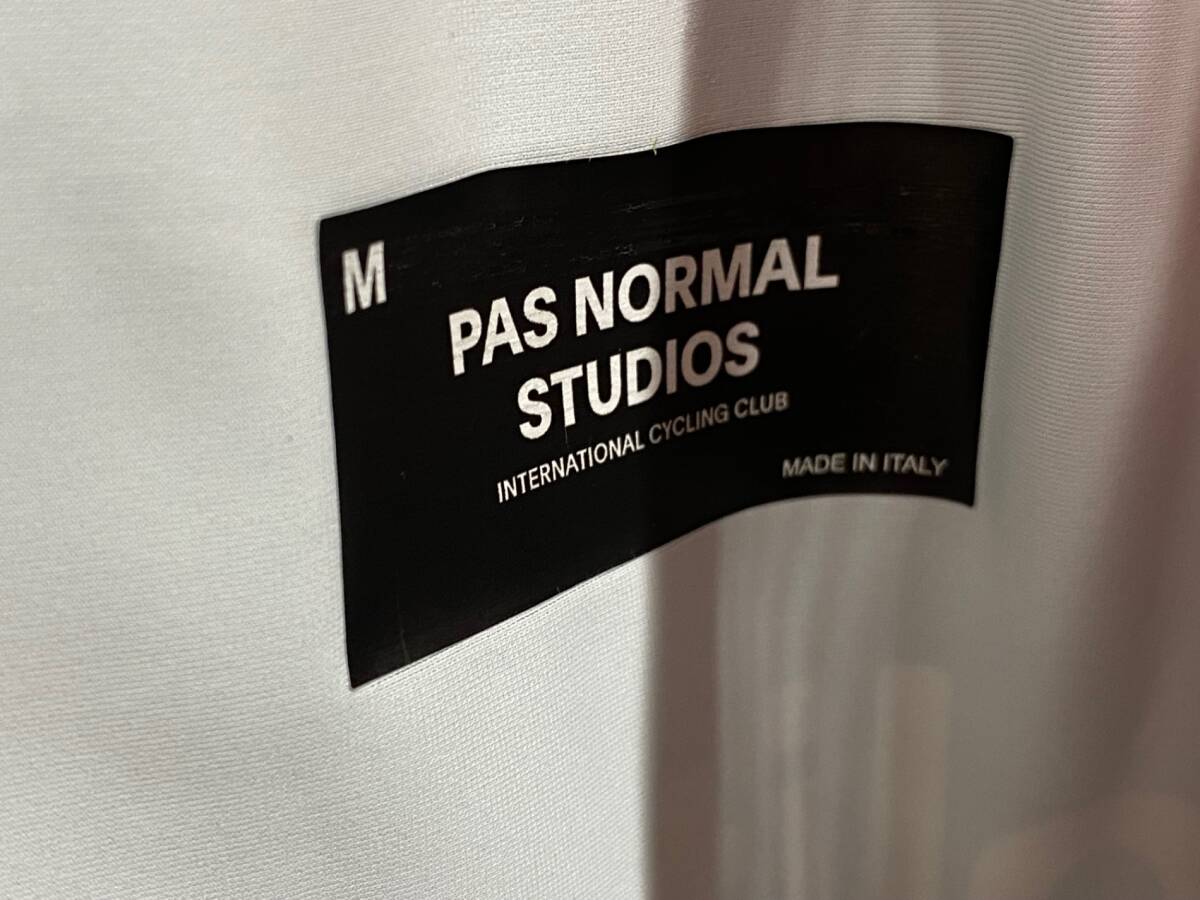 M
PAS NORMAL
STUDIOS
INTERNATIONAL CYCLING CLUB
MADE IN ITALY